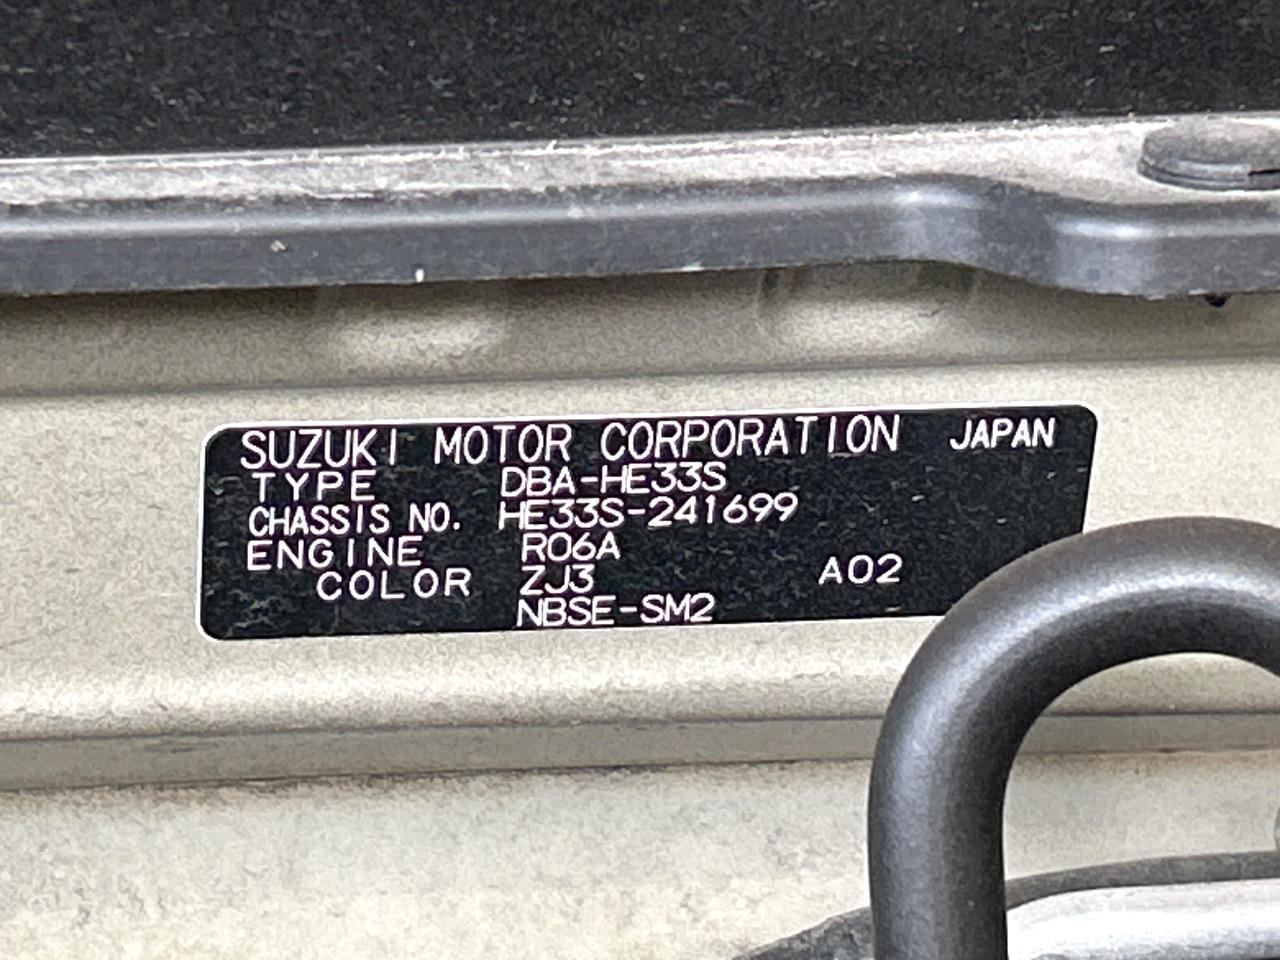 SUZUKI MOTOR CORPORATION JAPAN
TYPE DBA-HE33S
CHASSIS NO. HE33S-241699
ENGINE R06A
COLOR ZJ3 A02
NBSE-SM2